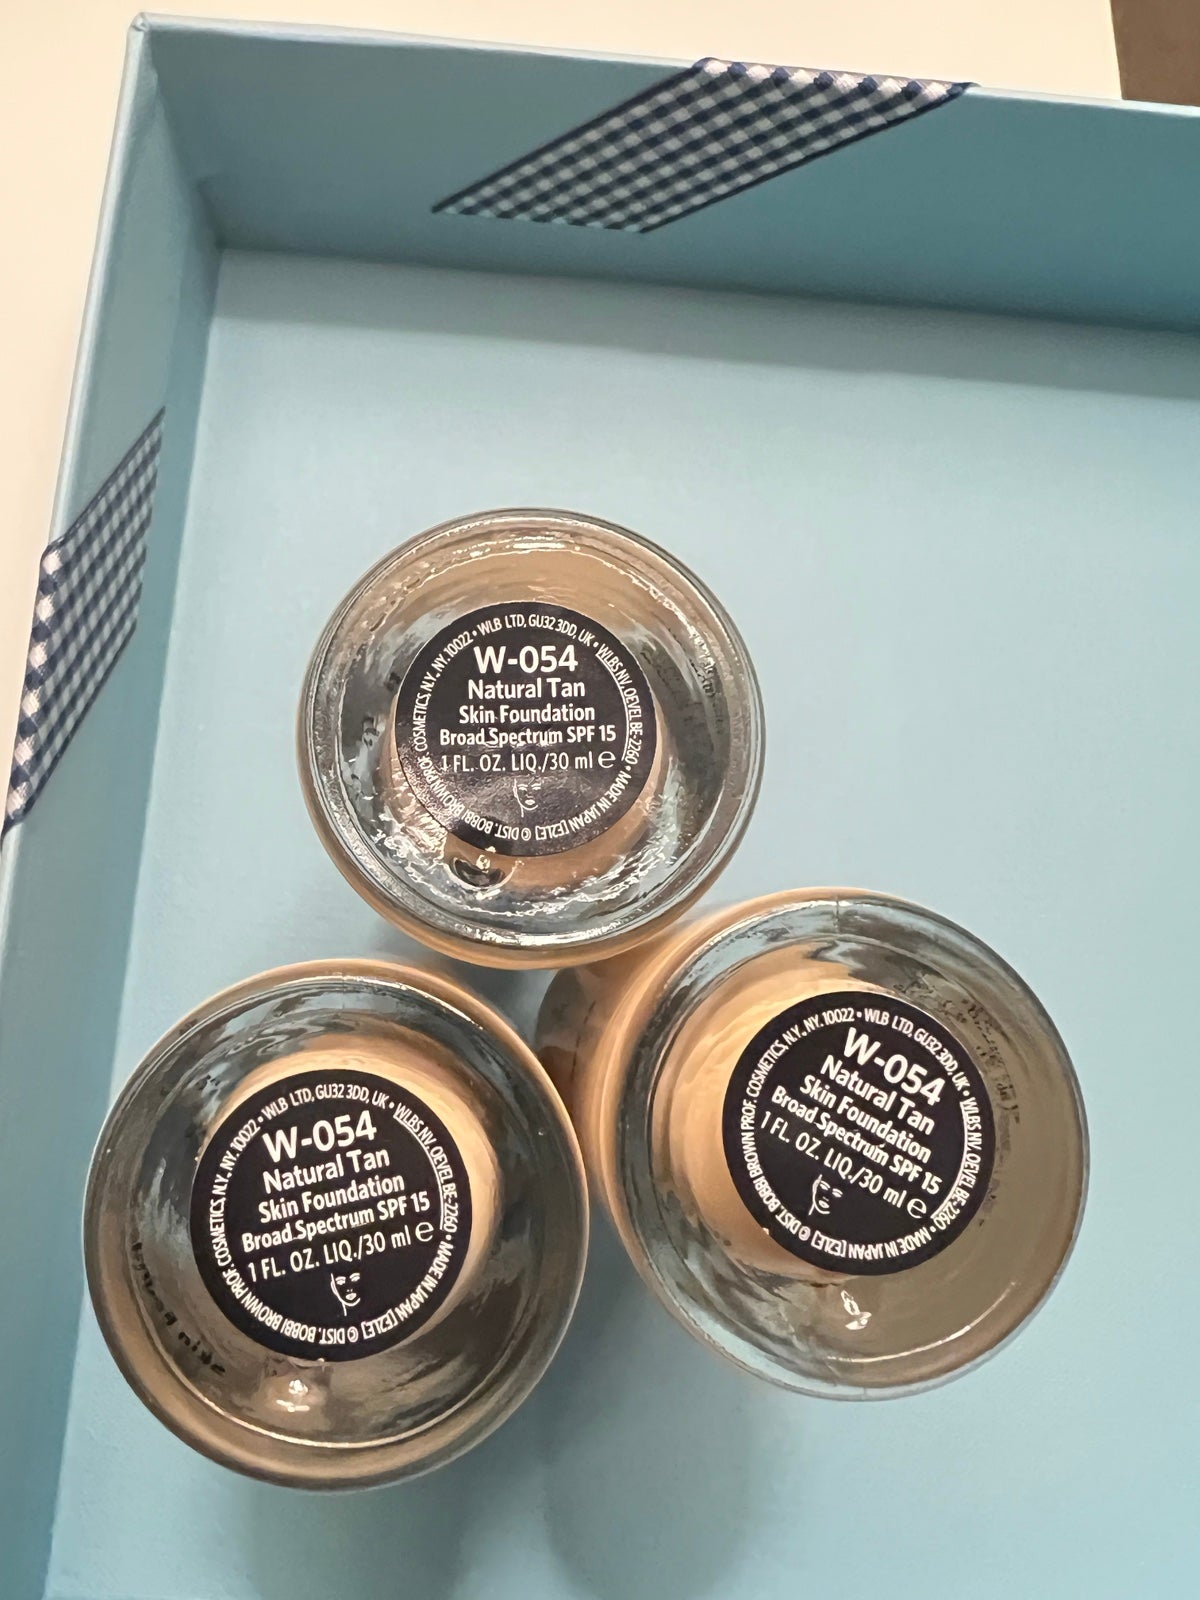 W-054
Natural Tan
Skin Foundation
Broad Spectrum SPF 15
1 FL. OZ. LIQ./30 ml ℮
© DIST. BOBBI BROWN PROF. COSMETICS, N.Y., NY. 10022 • WLB LTD, GU32 3DD, UK • WLBS NV, OEVEL BE-2260 • MADE IN JAPAN [E2LE]
W-054
Natural Tan
Skin Foundation
Broad Spectrum SPF 15
1 FL. OZ. LIQ./30 ml ℮
© DIST. BOBBI BROWN PROF. COSMETICS, N.Y., NY. 10022 • WLB LTD, GU32 3DD, UK • WLBS NV, OEVEL BE-2260 • MADE IN JAPAN [E2LE]
W-054
Natural Tan
Skin Foundation
Broad Spectrum SPF 15
1 FL. OZ. LIQ./30 ml ℮
© DIST. BOBBI BROWN PROF. COSMETICS, N.Y., NY. 10022 • WLB LTD, GU32 3DD, UK • WLBS NV, OEVEL BE-2260 • MADE IN JAPAN [E2LE]